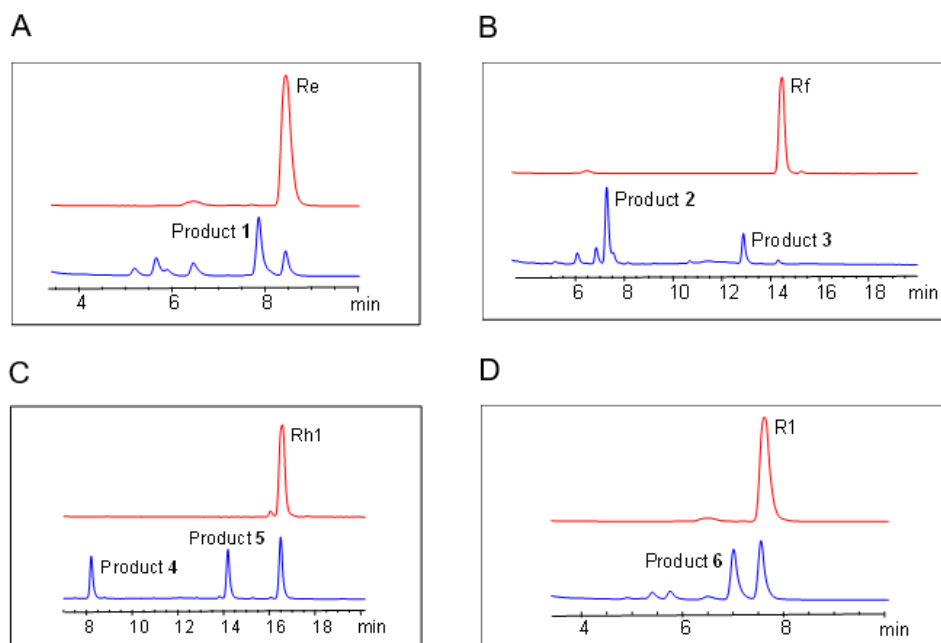 A
Re
Product 1
4 6 8 min
B
Rf
Product 2
Product 3
6 8 10 12 14 16 18 min
C
Rh1
Product 5
Product 4
8 10 12 14 16 18 min
D
R1
Product 6
4 6 8 min